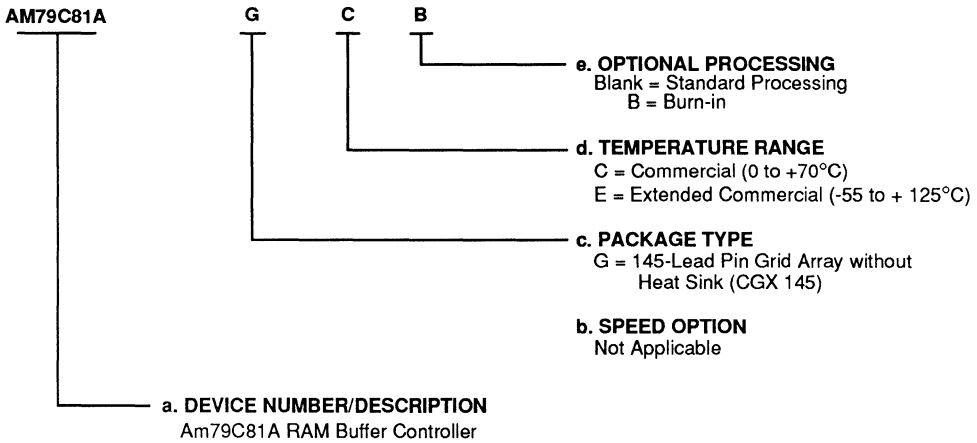 AM79C81A G C B
e. OPTIONAL PROCESSING
Blank = Standard Processing
B = Burn-in
d. TEMPERATURE RANGE
C = Commercial (0 to +70°C)
E = Extended Commercial (-55 to + 125°C)
c. PACKAGE TYPE
G = 145-Lead Pin Grid Array without
Heat Sink (CGX 145)
b. SPEED OPTION
Not Applicable
a. DEVICE NUMBER/DESCRIPTION
Am79C81A RAM Buffer Controller